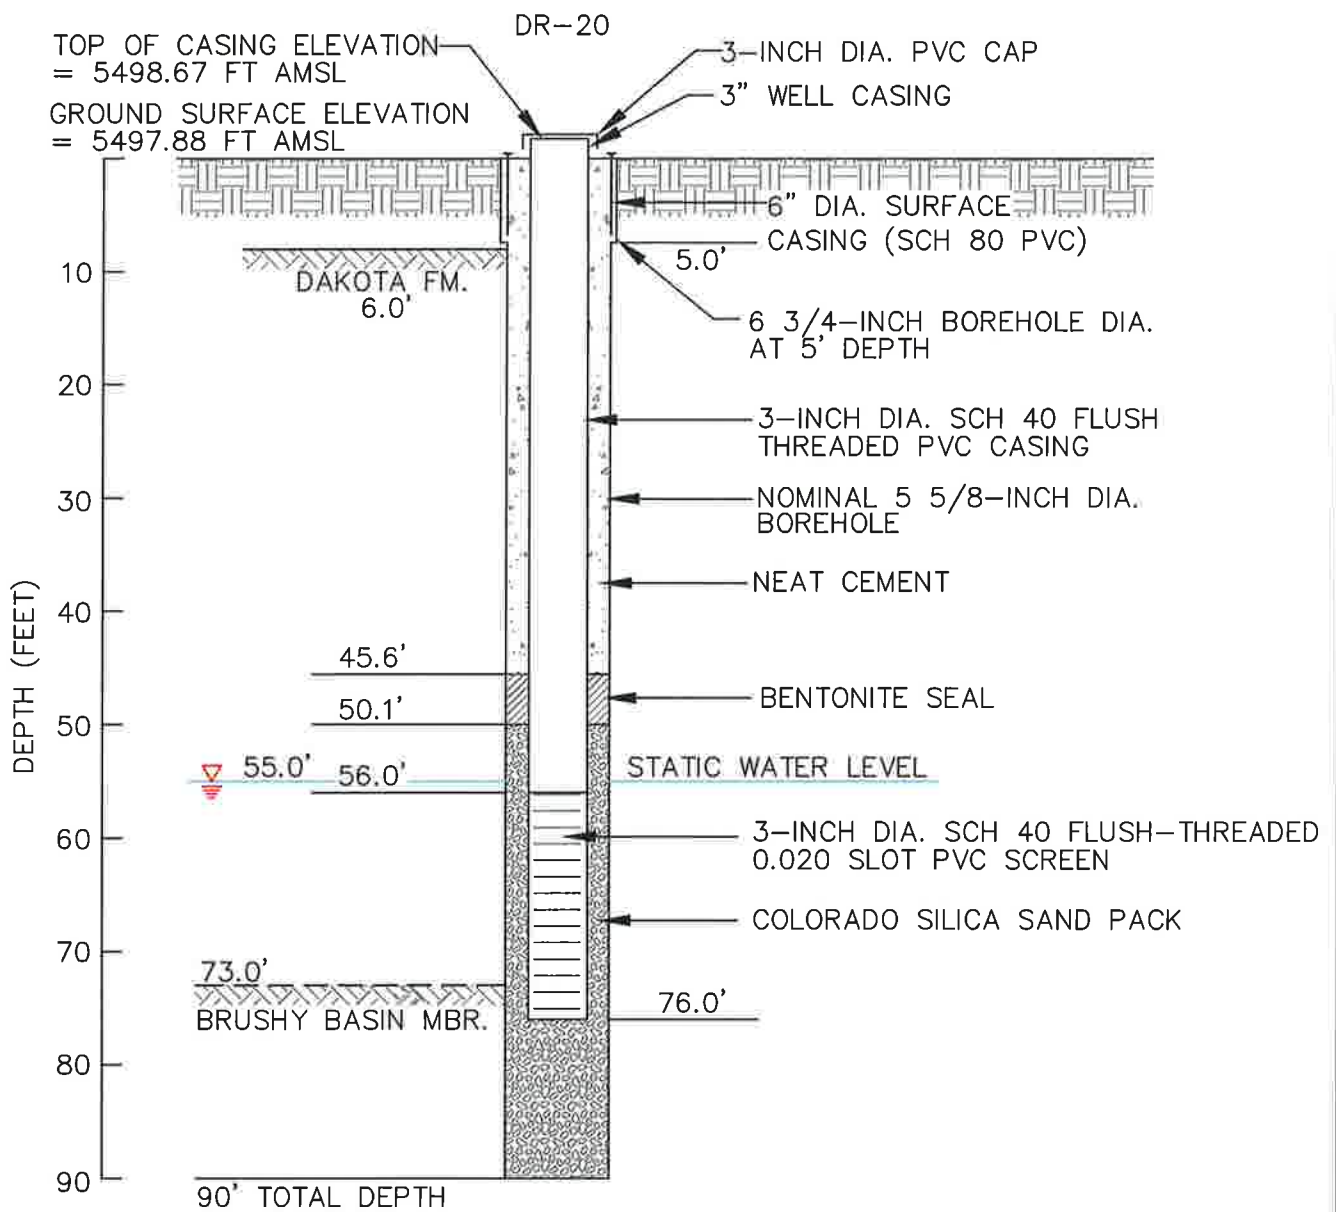 DR-20
TOP OF CASING ELEVATION
= 5498.67 FT AMSL
GROUND SURFACE ELEVATION
= 5497.88 FT AMSL
3-INCH DIA. PVC CAP
3" WELL CASING
6" DIA. SURFACE
CASING (SCH 80 PVC)
5.0'
DAKOTA FM.
6.0'
6 3/4-INCH BOREHOLE DIA.
AT 5' DEPTH
3-INCH DIA. SCH 40 FLUSH
THREADED PVC CASING
NOMINAL 5 5/8-INCH DIA.
BOREHOLE
NEAT CEMENT
45.6'
BENTONITE SEAL
50.1'
55.0'
56.0'
STATIC WATER LEVEL
3-INCH DIA. SCH 40 FLUSH-THREADED
0.020 SLOT PVC SCREEN
COLORADO SILICA SAND PACK
73.0'
BRUSHY BASIN MBR.
76.0'
90' TOTAL DEPTH
DEPTH (FEET)
10
20
30
40
50
60
70
80
90